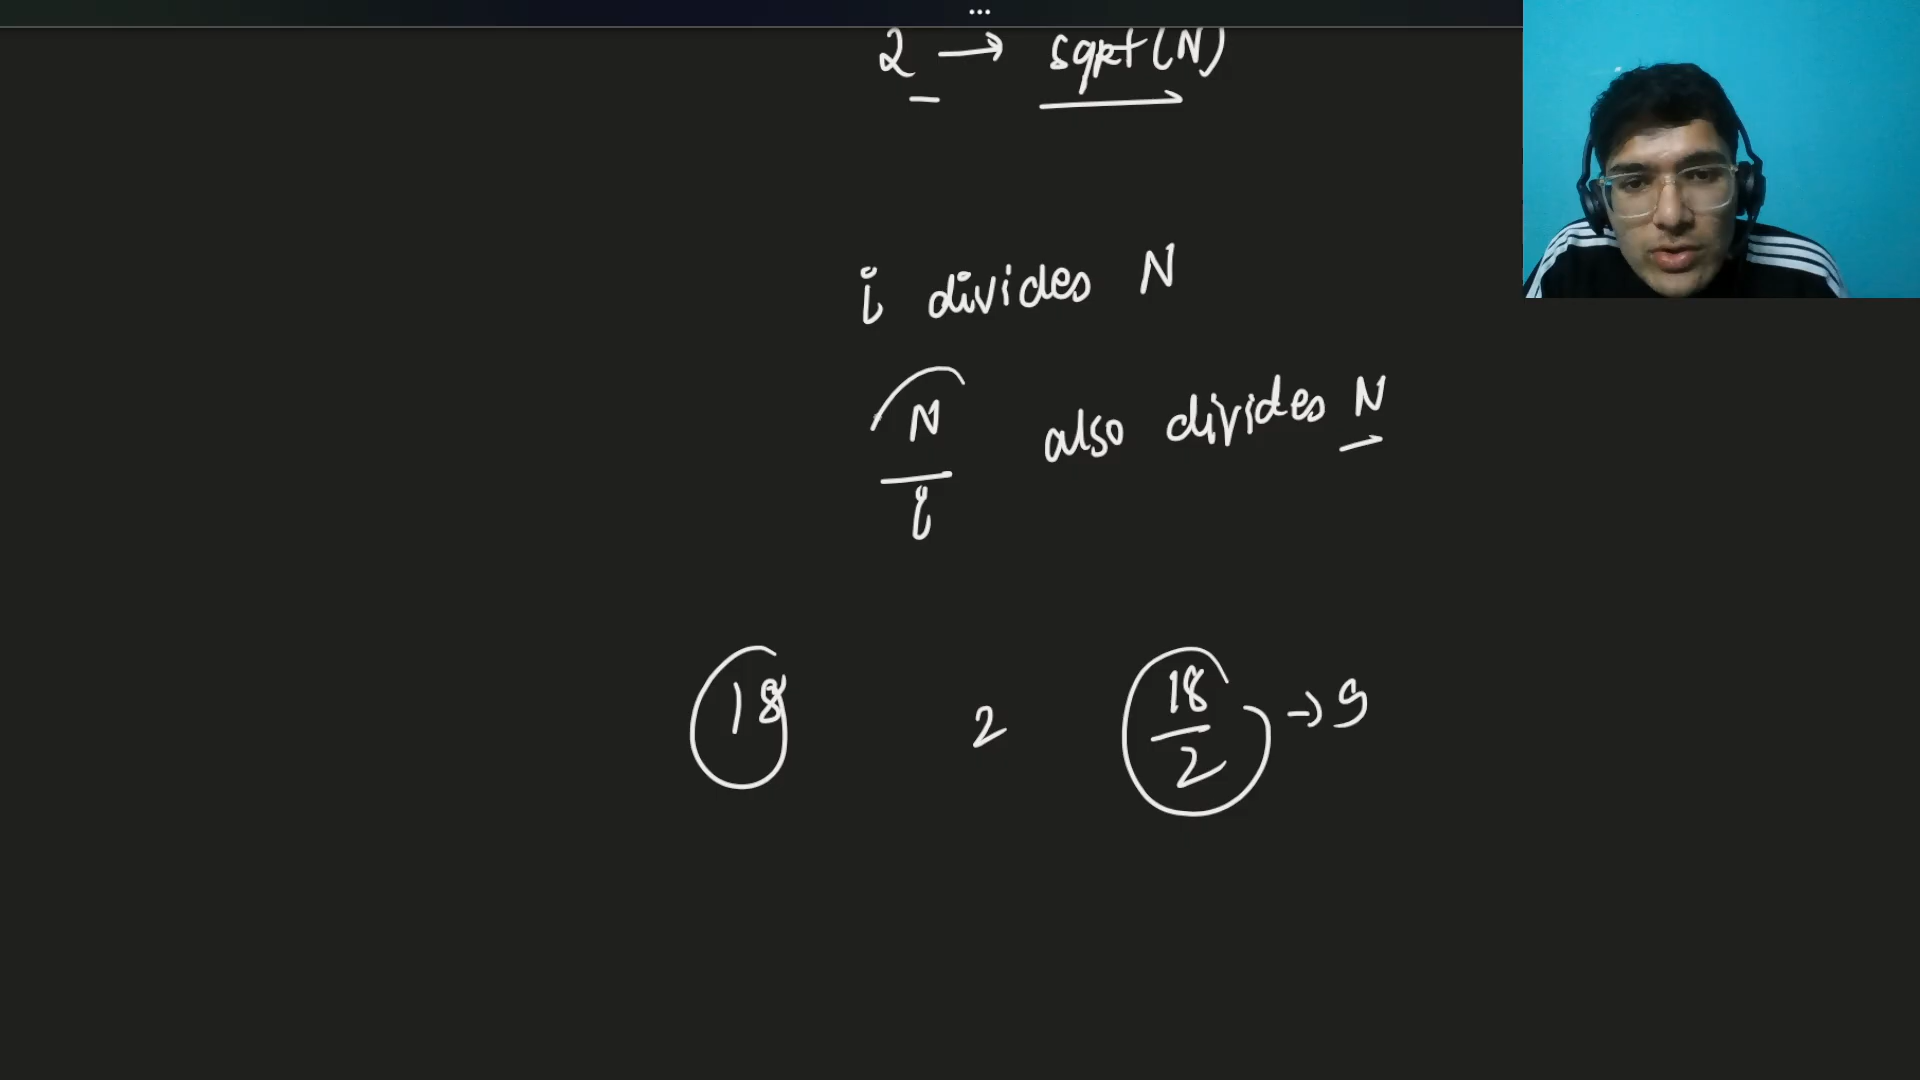 ...
2 → sqrt(N)
i divides N
N/i also divides N
18 2 18/2 → 9